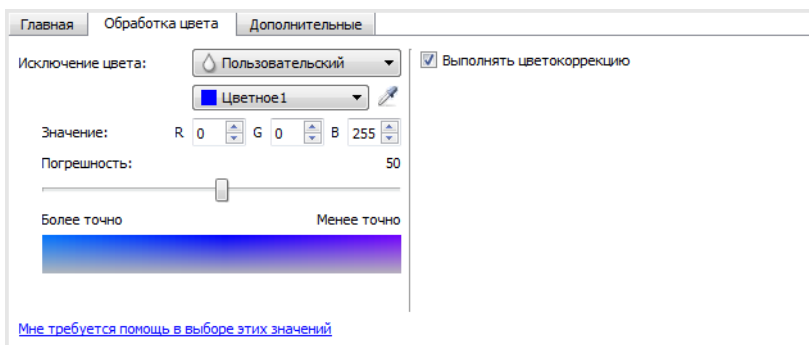 Главная Обработка цвета Дополнительные
Исключение цвета: Пользовательский
Цветное1
Значение: R 0 G 0 B 255
Погрешность: 50
Более точно Менее точно
Мне требуется помощь в выборе этих значений
Выполнять цветокоррекцию